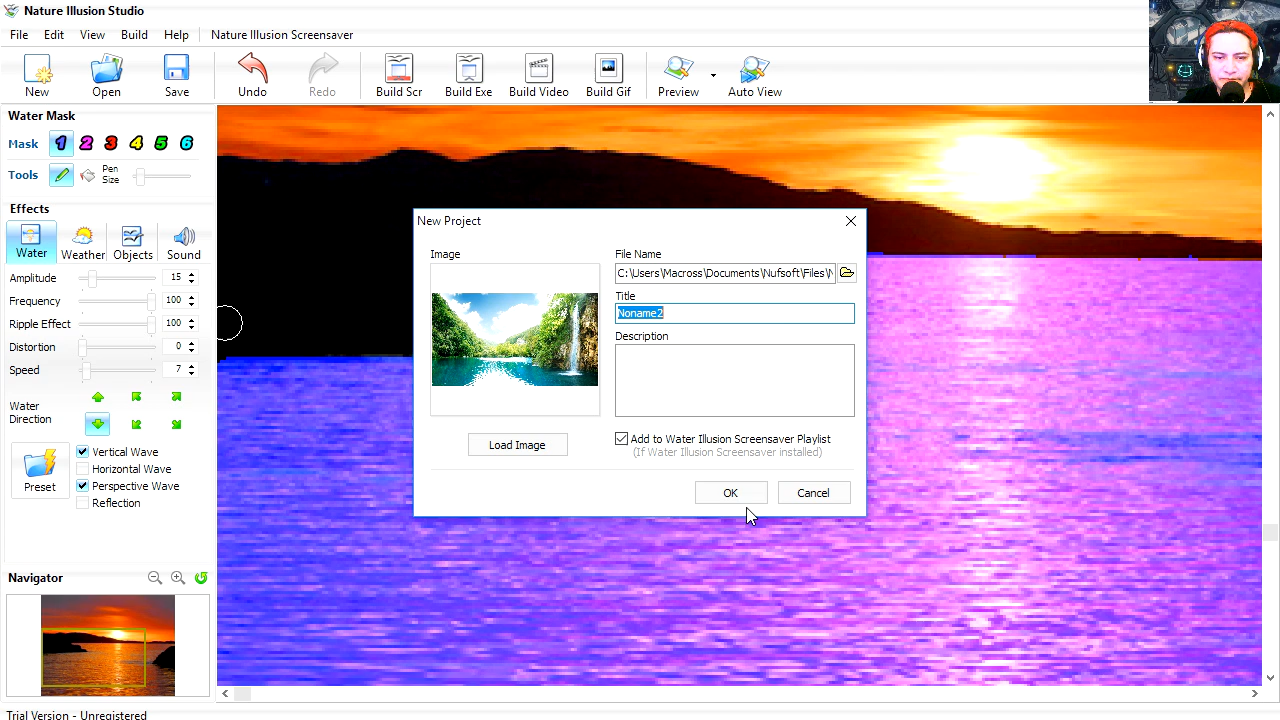 Nature Illusion Studio
File Edit View Build Help Nature Illusion Screensaver
New Open Save Undo Redo Build Scr Build Exe Build Video Build Gif Preview Auto View
Water Mask
Mask 1 2 3 4 5 6
Tools Pen Size
Effects
Water Weather Objects Sound
Amplitude 15
Frequency 100
Ripple Effect 100
Distortion 0
Speed 7
Water Direction
Preset
Vertical Wave
Horizontal Wave
Perspective Wave
Reflection
Navigator
Trial Version - Unregistered
New Project
Image
Load Image
File Name
C:\Users\Macross\Documents\Nufsoft\Files\
Title
Noname2
Description
Add to Water Illusion Screensaver Playlist
(If Water Illusion Screensaver installed)
OK Cancel